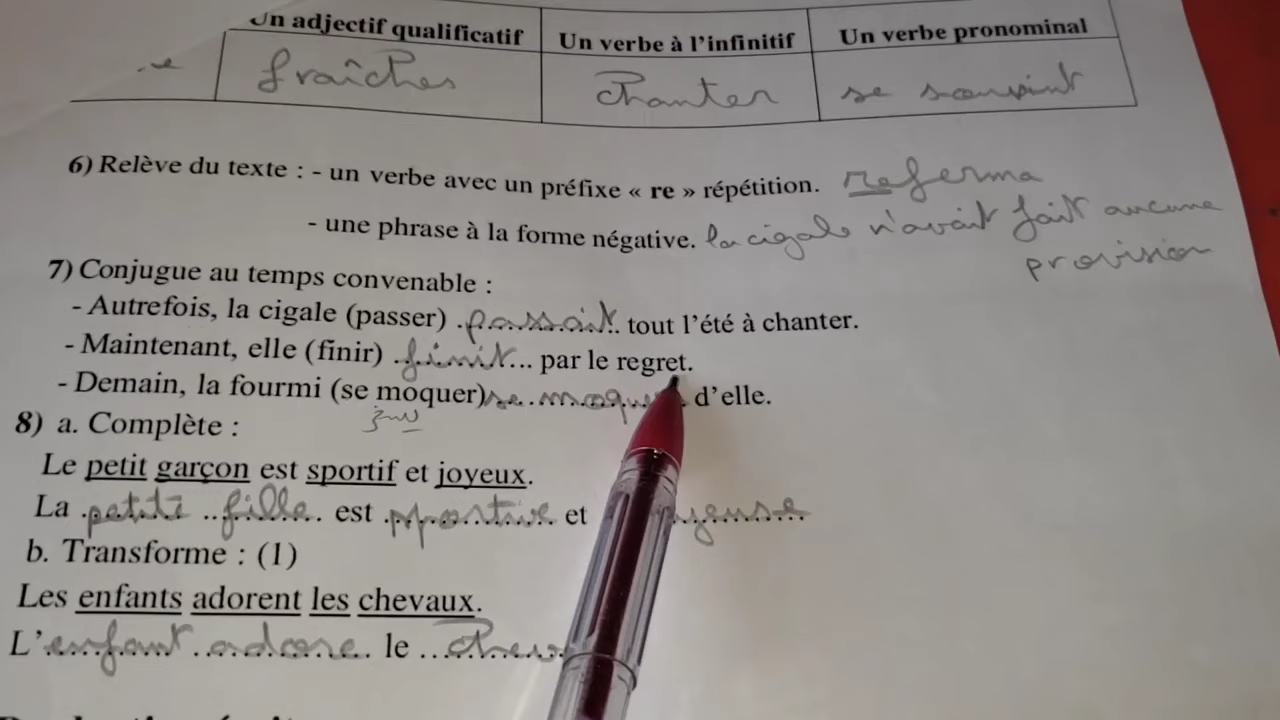 Un adjectif qualificatif Un verbe à l'infinitif Un verbe pronominal
fraîches chanter se souvint
6) Relève du texte : - un verbe avec un préfixe « re » répétition. referma
- une phrase à la forme négative. la cigale n'avait fait aucune
provision
7) Conjugue au temps convenable :
- Autrefois, la cigale (passer) .passait.. tout l'été à chanter.
- Maintenant, elle (finir) .finit... par le regret.
- Demain, la fourmi (se moquer) se d'elle.
8) a. Complète :
Le petit garçon est sportif et joyeux.
La petite fille est sportive et
b. Transforme : (1)
Les enfants adorent les chevaux.
L'enfant adore le